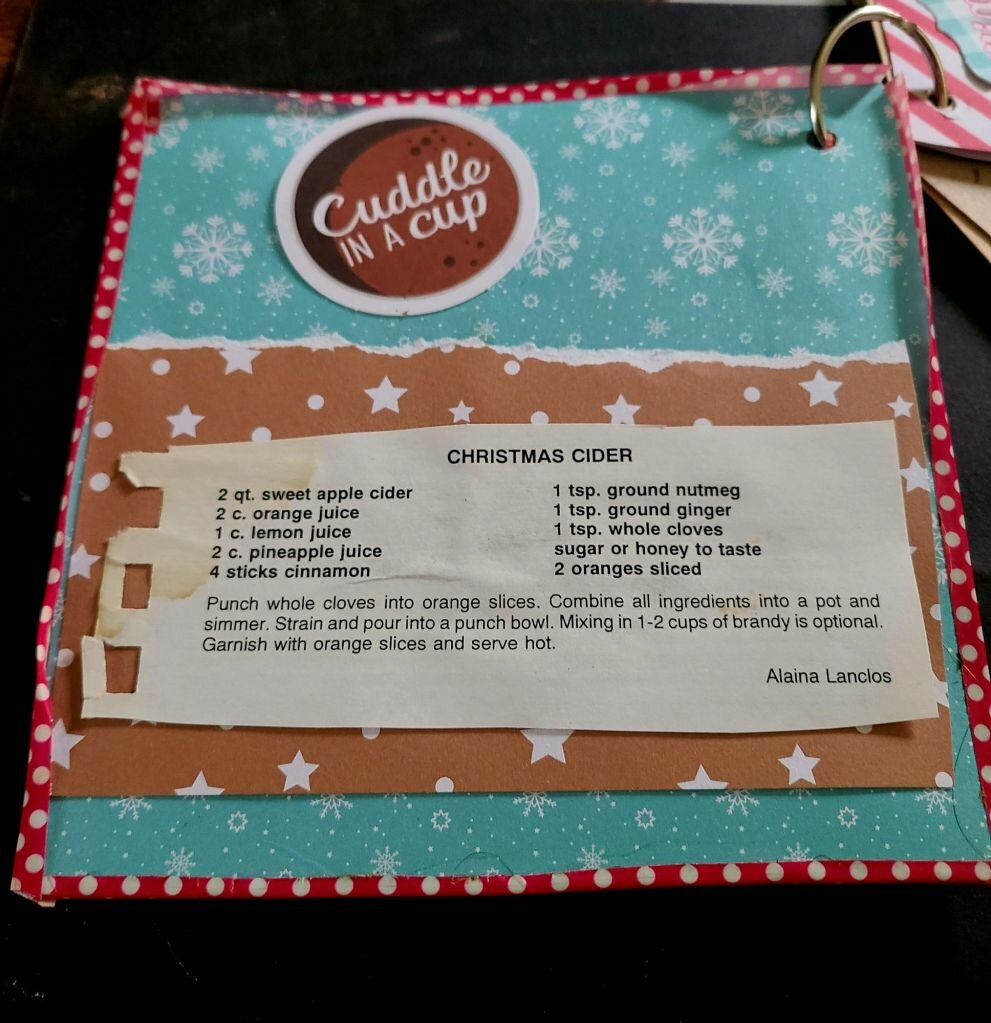 Cuddle
IN A CUP
CHRISTMAS CIDER
2 qt. sweet apple cider
2 c. orange juice
1 c. lemon juice
2 c. pineapple juice
4 sticks cinnamon
1 tsp. ground nutmeg
1 tsp. ground ginger
1 tsp. whole cloves
sugar or honey to taste
2 oranges sliced
Punch whole cloves into orange slices. Combine all ingredients into a pot and
simmer. Strain and pour into a punch bowl. Mixing in 1-2 cups of brandy is optional.
Garnish with orange slices and serve hot.
Alaina Lanclos